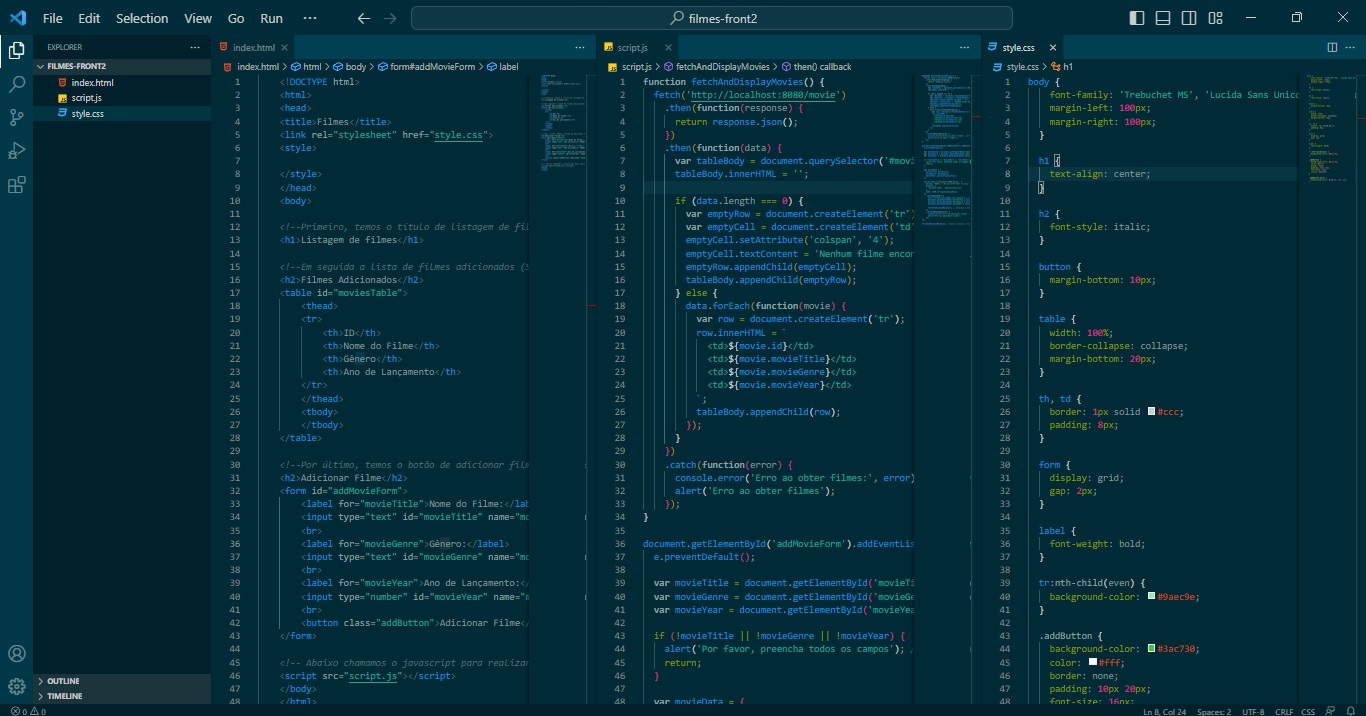 File Edit Selection View Go Run ···
filmes-front2
EXPLORER
FILMES-FRONT2
index.html
script.js
style.css
OUTLINE
TIMELINE
index.html
index.html > html > body > form#addMovieForm > label
1 <!DOCTYPE html>
2 <html>
3 <head>
4 <title>Filmes</title>
5 <link rel="stylesheet" href="style.css">
6 <style>
7
8 </style>
9 </head>
10 <body>
11
12 <!--Primeiro, temos o título de listagem de fil
13 <h1>Listagem de filmes</h1>
14
15 <!--Em seguida a lista de filmes adicionados (
16 <h2>Filmes Adicionados</h2>
17 <table id="moviesTable">
18 <thead>
19 <tr>
20 <th>ID</th>
21 <th>Nome do Filme</th>
22 <th>Gênero</th>
23 <th>Ano de Lançamento</th>
24 </tr>
25 </thead>
26 <tbody>
27 </tbody>
28 </table>
29
30 <!--Por último, temos o botão de adicionar film
31 <h2>Adicionar Filme</h2>
32 <form id="addMovieForm">
33 <label for="movieTitle">Nome do Filme:</lab
34 <input type="text" id="movieTitle" name="mo
35 <br>
36 <label for="movieGenre">Gênero:</label>
37 <input type="text" id="movieGenre" name="mo
38 <br>
39 <label for="movieYear">Ano de Lançamento:</
40 <input type="number" id="movieYear" name="m
41 <br>
42 <button class="addButton">Adicionar Filme</
43 </form>
44
45 <!-- Abaixo chamamos o javascript para realizar
46 <script src="script.js"></script>
47 </body>
48 </html>
script.js
script.js > fetchAndDisplayMovies > then() callback
1 function fetchAndDisplayMovies() {
2 fetch('http://localhost:8080/movie')
3 .then(function(response) {
4 return response.json();
5 })
6 .then(function(data) {
7 var tableBody = document.querySelector('#movi
8 tableBody.innerHTML = '';
9
10 if (data.length === 0) {
11 var emptyRow = document.createElement('tr')
12 var emptyCell = document.createElement('td'
13 emptyCell.setAttribute('colspan', '4');
14 emptyCell.textContent = 'Nenhum filme encon
15 emptyRow.appendChild(emptyCell);
16 tableBody.appendChild(emptyRow);
17 } else {
18 data.forEach(function(movie) {
19 var row = document.createElement('tr');
20 row.innerHTML = `
21 <td>${movie.id}</td>
22 <td>${movie.movieTitle}</td>
23 <td>${movie.movieGenre}</td>
24 <td>${movie.movieYear}</td>
25 `;
26 tableBody.appendChild(row);
27 });
28 }
29 })
30 .catch(function(error) {
31 console.error('Erro ao obter filmes:', error)
32 alert('Erro ao obter filmes');
33 });
34 }
35
36 document.getElementById('addMovieForm').addEventLis
37 e.preventDefault();
38
39 var movieTitle = document.getElementById('movieTi
40 var movieGenre = document.getElementById('movieGe
41 var movieYear = document.getElementById('movieYea
42
43 if (!movieTitle || !movieGenre || !movieYear) {
44 alert('Por favor, preencha todos os campos'); /
45 return;
46 }
47
48 var movieData = {
style.css
style.css > h1
1 body {
2 font-family: 'Trebuchet MS', 'Lucida Sans Unico
3 margin-left: 100px;
4 margin-right: 100px;
5 }
6
7 h1 {
8 text-align: center;
9 }
10
11 h2 {
12 font-style: italic;
13 }
14
15 button {
16 margin-bottom: 10px;
17 }
18
19 table {
20 width: 100%;
21 border-collapse: collapse;
22 margin-bottom: 20px;
23 }
24
25 th, td {
26 border: 1px solid #ccc;
27 padding: 8px;
28 }
29
30 form {
31 display: grid;
32 gap: 2px;
33 }
34
35 label {
36 font-weight: bold;
37 }
38
39 tr:nth-child(even) {
40 background-color: #9aec9e;
41 }
42
43 .addButton {
44 background-color: #3ac730;
45 color: #fff;
46 border: none;
47 padding: 10px 20px;
48 font-size: 16px;
0 0
Ln 8, Col 24 Spaces: 2 UTF-8 CRLF CSS